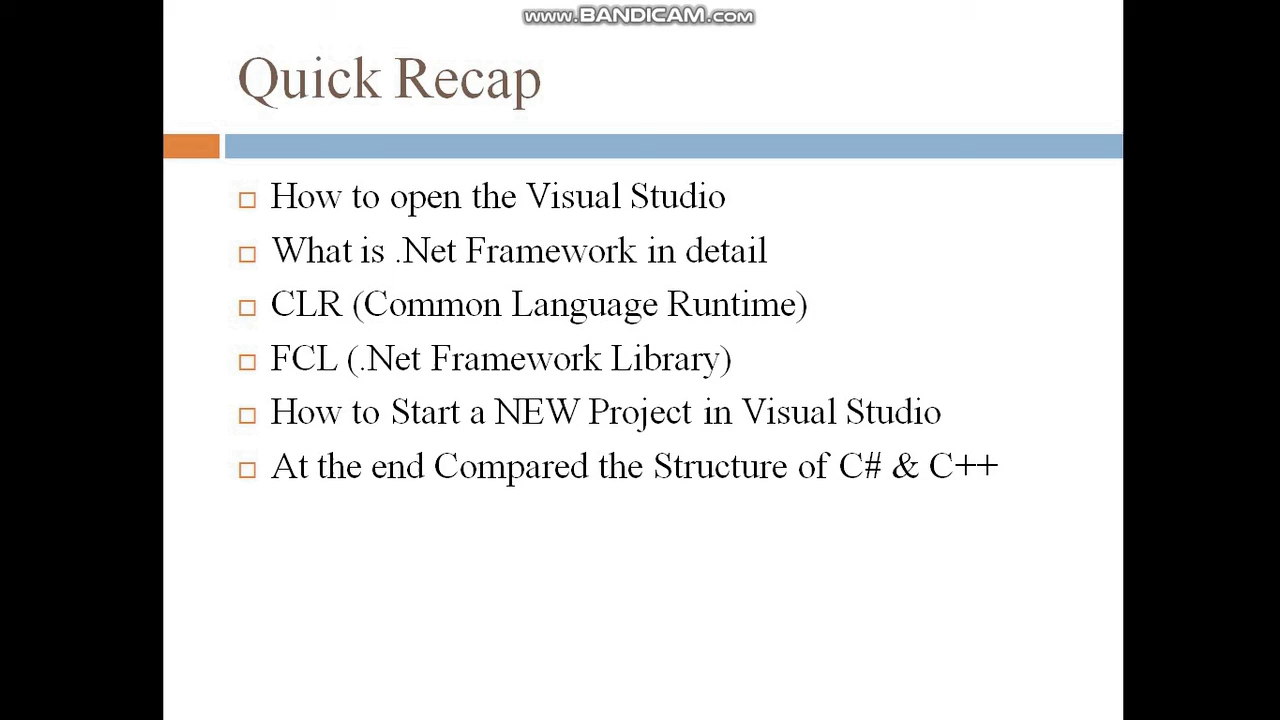 www.BANDICAM.com
Quick Recap
How to open the Visual Studio
What is .Net Framework in detail
CLR (Common Language Runtime)
FCL (.Net Framework Library)
How to Start a NEW Project in Visual Studio
At the end Compared the Structure of C# & C++